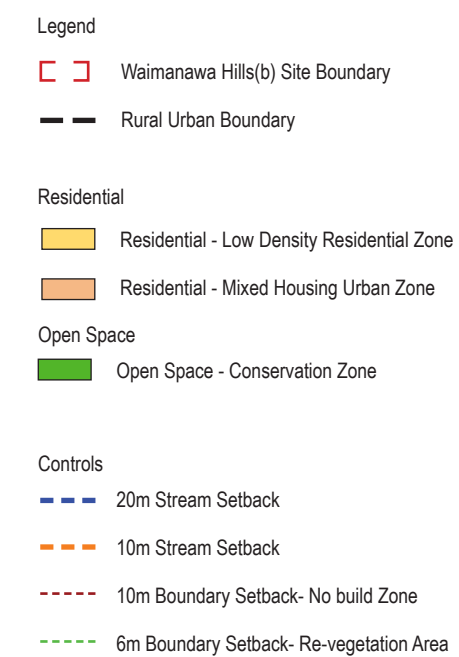 Legend
Waimanawa Hills(b) Site Boundary
Rural Urban Boundary
Residential
Residential - Low Density Residential Zone
Residential - Mixed Housing Urban Zone
Open Space
Open Space - Conservation Zone
Controls
20m Stream Setback
10m Stream Setback
10m Boundary Setback- No build Zone
6m Boundary Setback- Re-vegetation Area